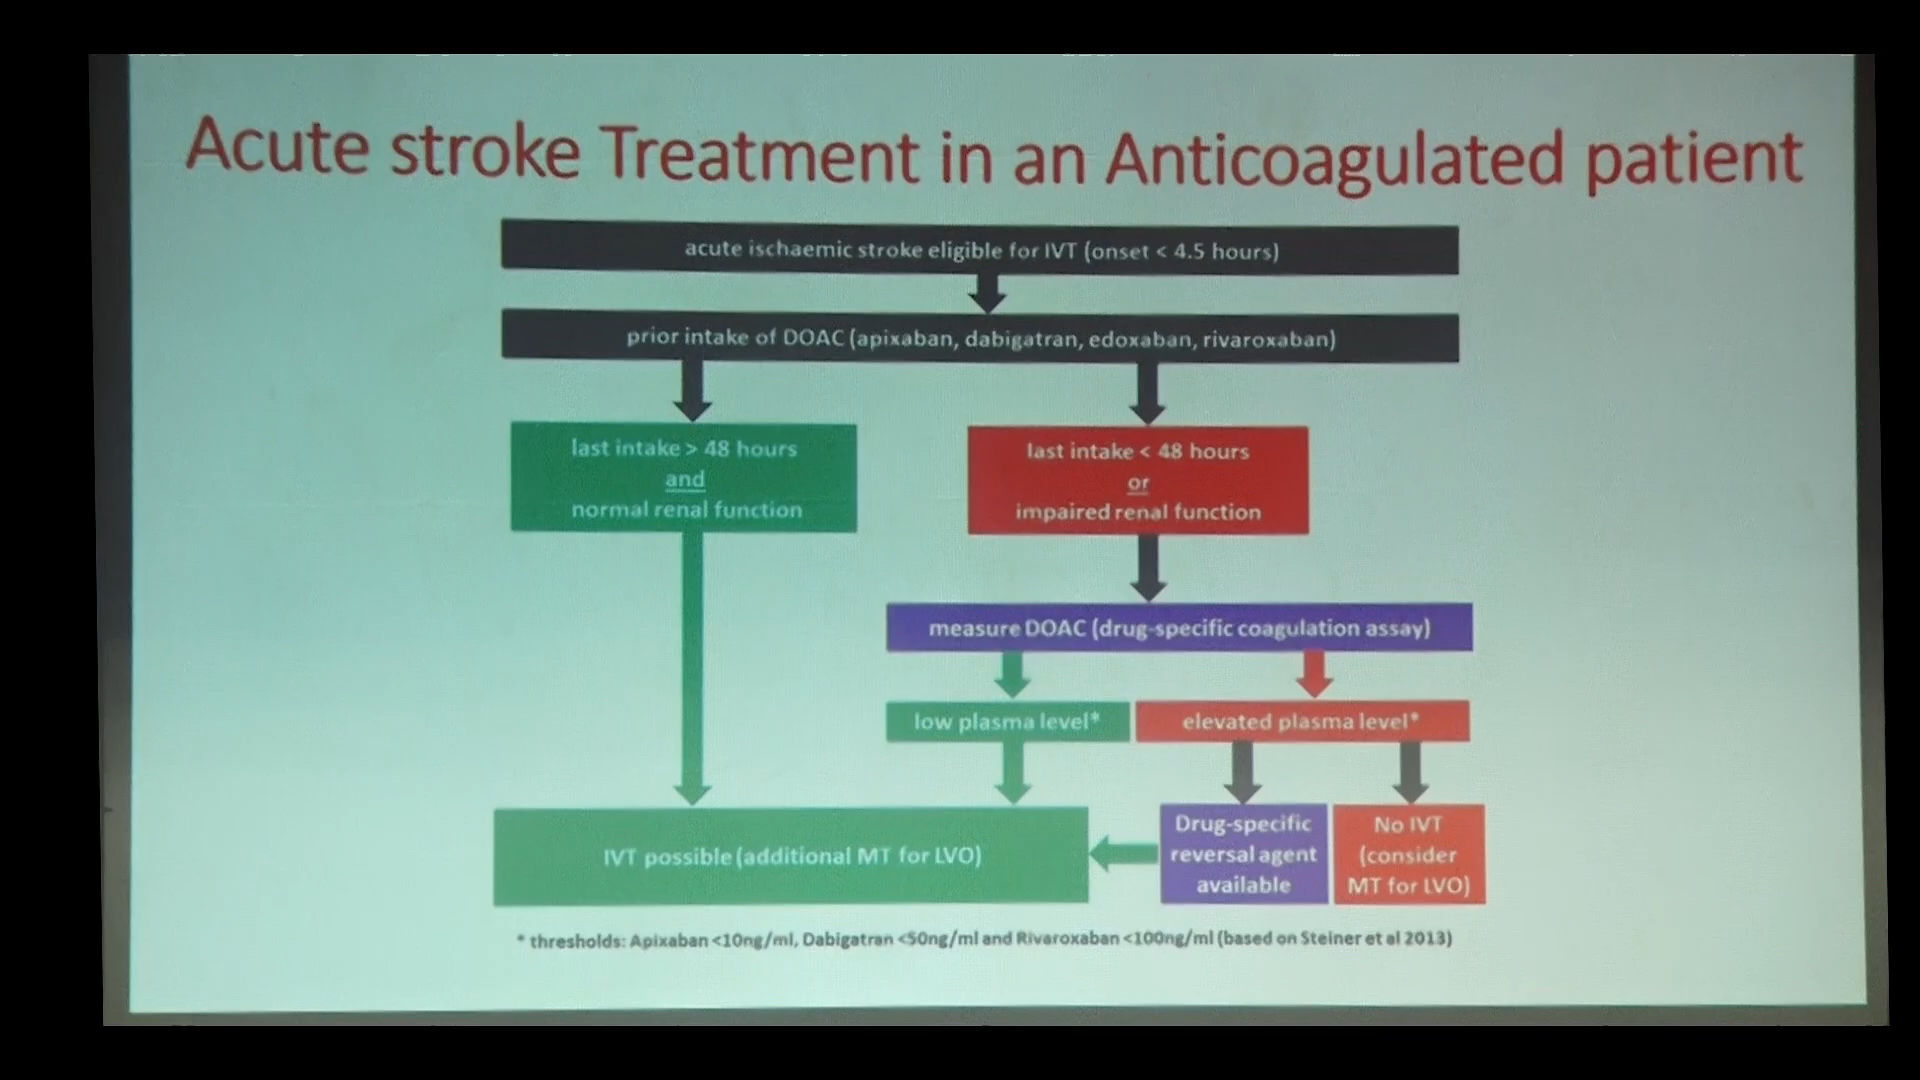 Acute stroke Treatment in an Anticoagulated patient
acute ischaemic stroke eligible for IVT (onset < 4.5 hours)
prior intake of DOAC (apixaban, dabigatran, edoxaban, rivaroxaban)
last intake > 48 hours
and
normal renal function
last intake < 48 hours
or
impaired renal function
measure DOAC (drug-specific coagulation assay)
low plasma level*
elevated plasma level*
IVT possible (additional MT for LVO)
Drug-specific
reversal agent
available
No IVT
(consider
MT for LVO)
* thresholds: Apixaban <10ng/ml, Dabigatran <50ng/ml and Rivaroxaban <100ng/ml (based on Steiner et al 2013)